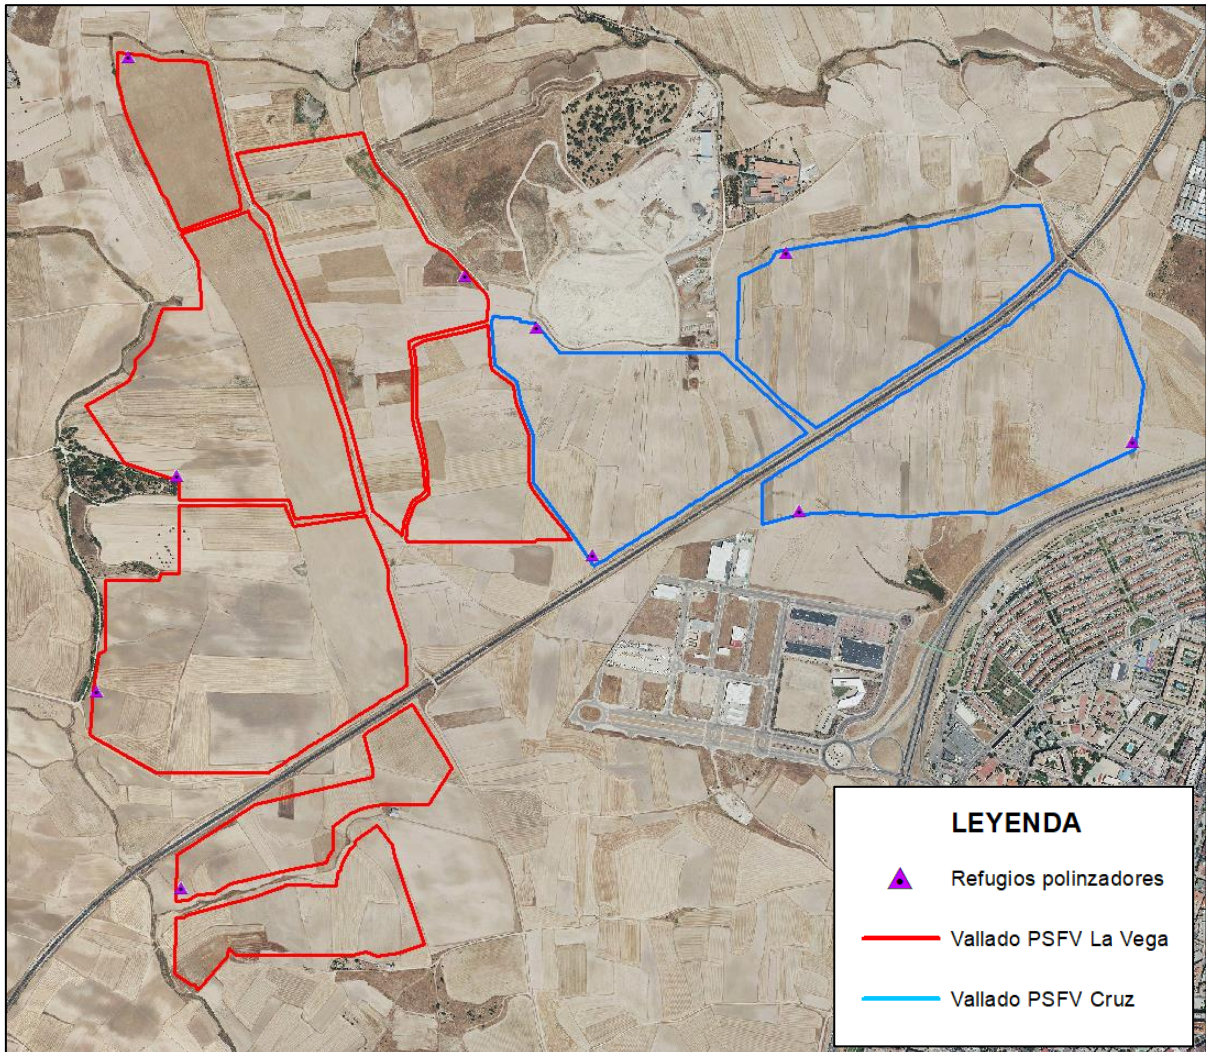 LEYENDA
Refugios polinzadores
Vallado PSFV La Vega
Vallado PSFV Cruz